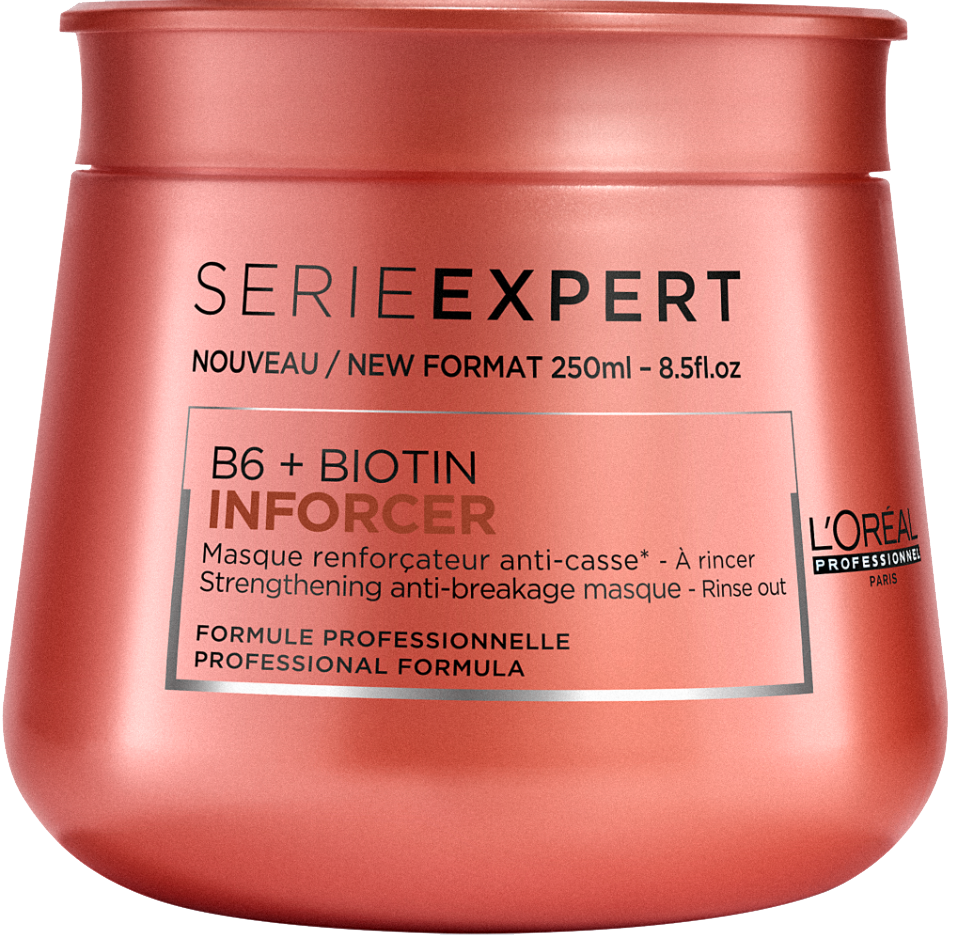 SERIEEXPERT
NOUVEAU / NEW FORMAT 250ml - 8.5fl.oz
B6 + BIOTIN
INFORCER
Masque renforçateur anti-casse* - À rincer
Strengthening anti-breakage masque - Rinse out
FORMULE PROFESSIONNELLE
PROFESSIONAL FORMULA
L'ORÉAL
PROFESSIONNEL
PARIS